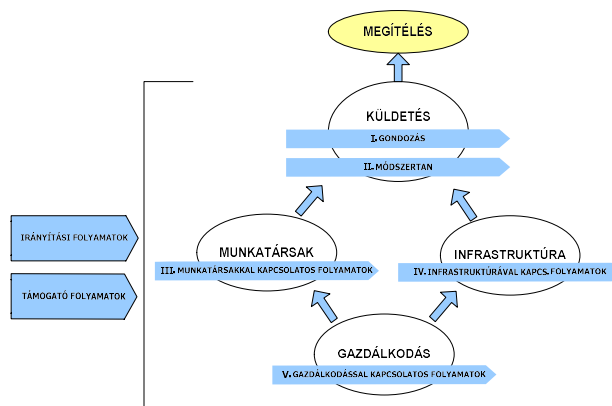 MEGÍTÉLÉS
KÜLDETÉS
I. GONDOZÁS
II. MÓDSZERTAN
IRÁNYÍTÁSI FOLYAMATOK
TÁMOGATÓ FOLYAMATOK
MUNKATÁRSAK
III. MUNKATÁRSAKKAL KAPCSOLATOS FOLYAMATOK
INFRASTRUKTÚRA
IV. INFRASTRUKTÚRÁVAL KAPCS. FOLYAMATOK
GAZDÁLKODÁS
V. GAZDÁLKODÁSSAL KAPCSOLATOS FOLYAMATOK